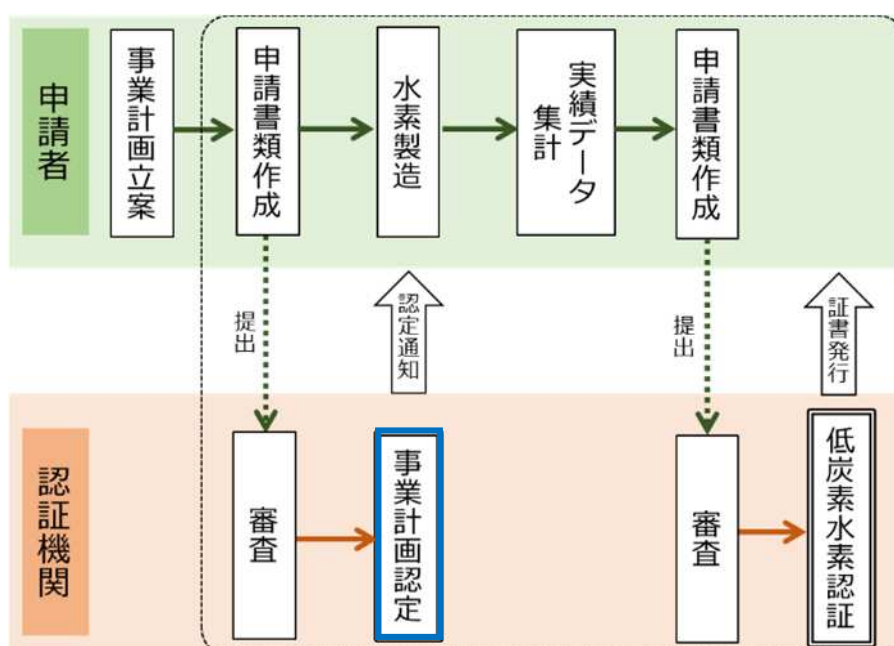 申請者
事業計画立案
申請書類作成
水素製造
実績データ
集計
申請書類作成
提出
認定通知
提出
証書発行
認証機関
審査
事業計画認定
審査
低炭素水素認証